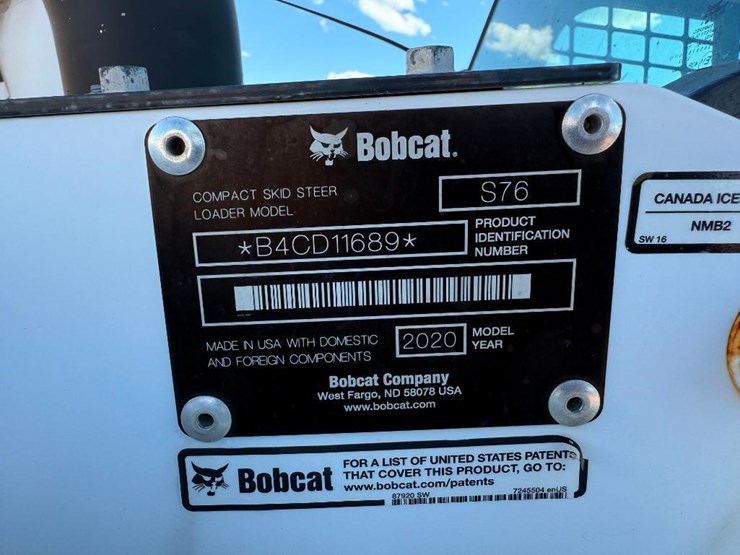 Bobcat.
COMPACT SKID STEER
LOADER MODEL
S76
*B4CD11689*
PRODUCT
IDENTIFICATION
NUMBER
MADE IN USA WITH DOMESTIC
AND FOREIGN COMPONENTS
2020
MODEL
YEAR
Bobcat Company
West Fargo, ND 58078 USA
www.bobcat.com
CANADA ICE
NMB2
SW 16
Bobcat
FOR A LIST OF UNITED STATES PATENTS
THAT COVER THIS PRODUCT, GO TO:
www.bobcat.com/patents
87920 SW
7245504 enUS